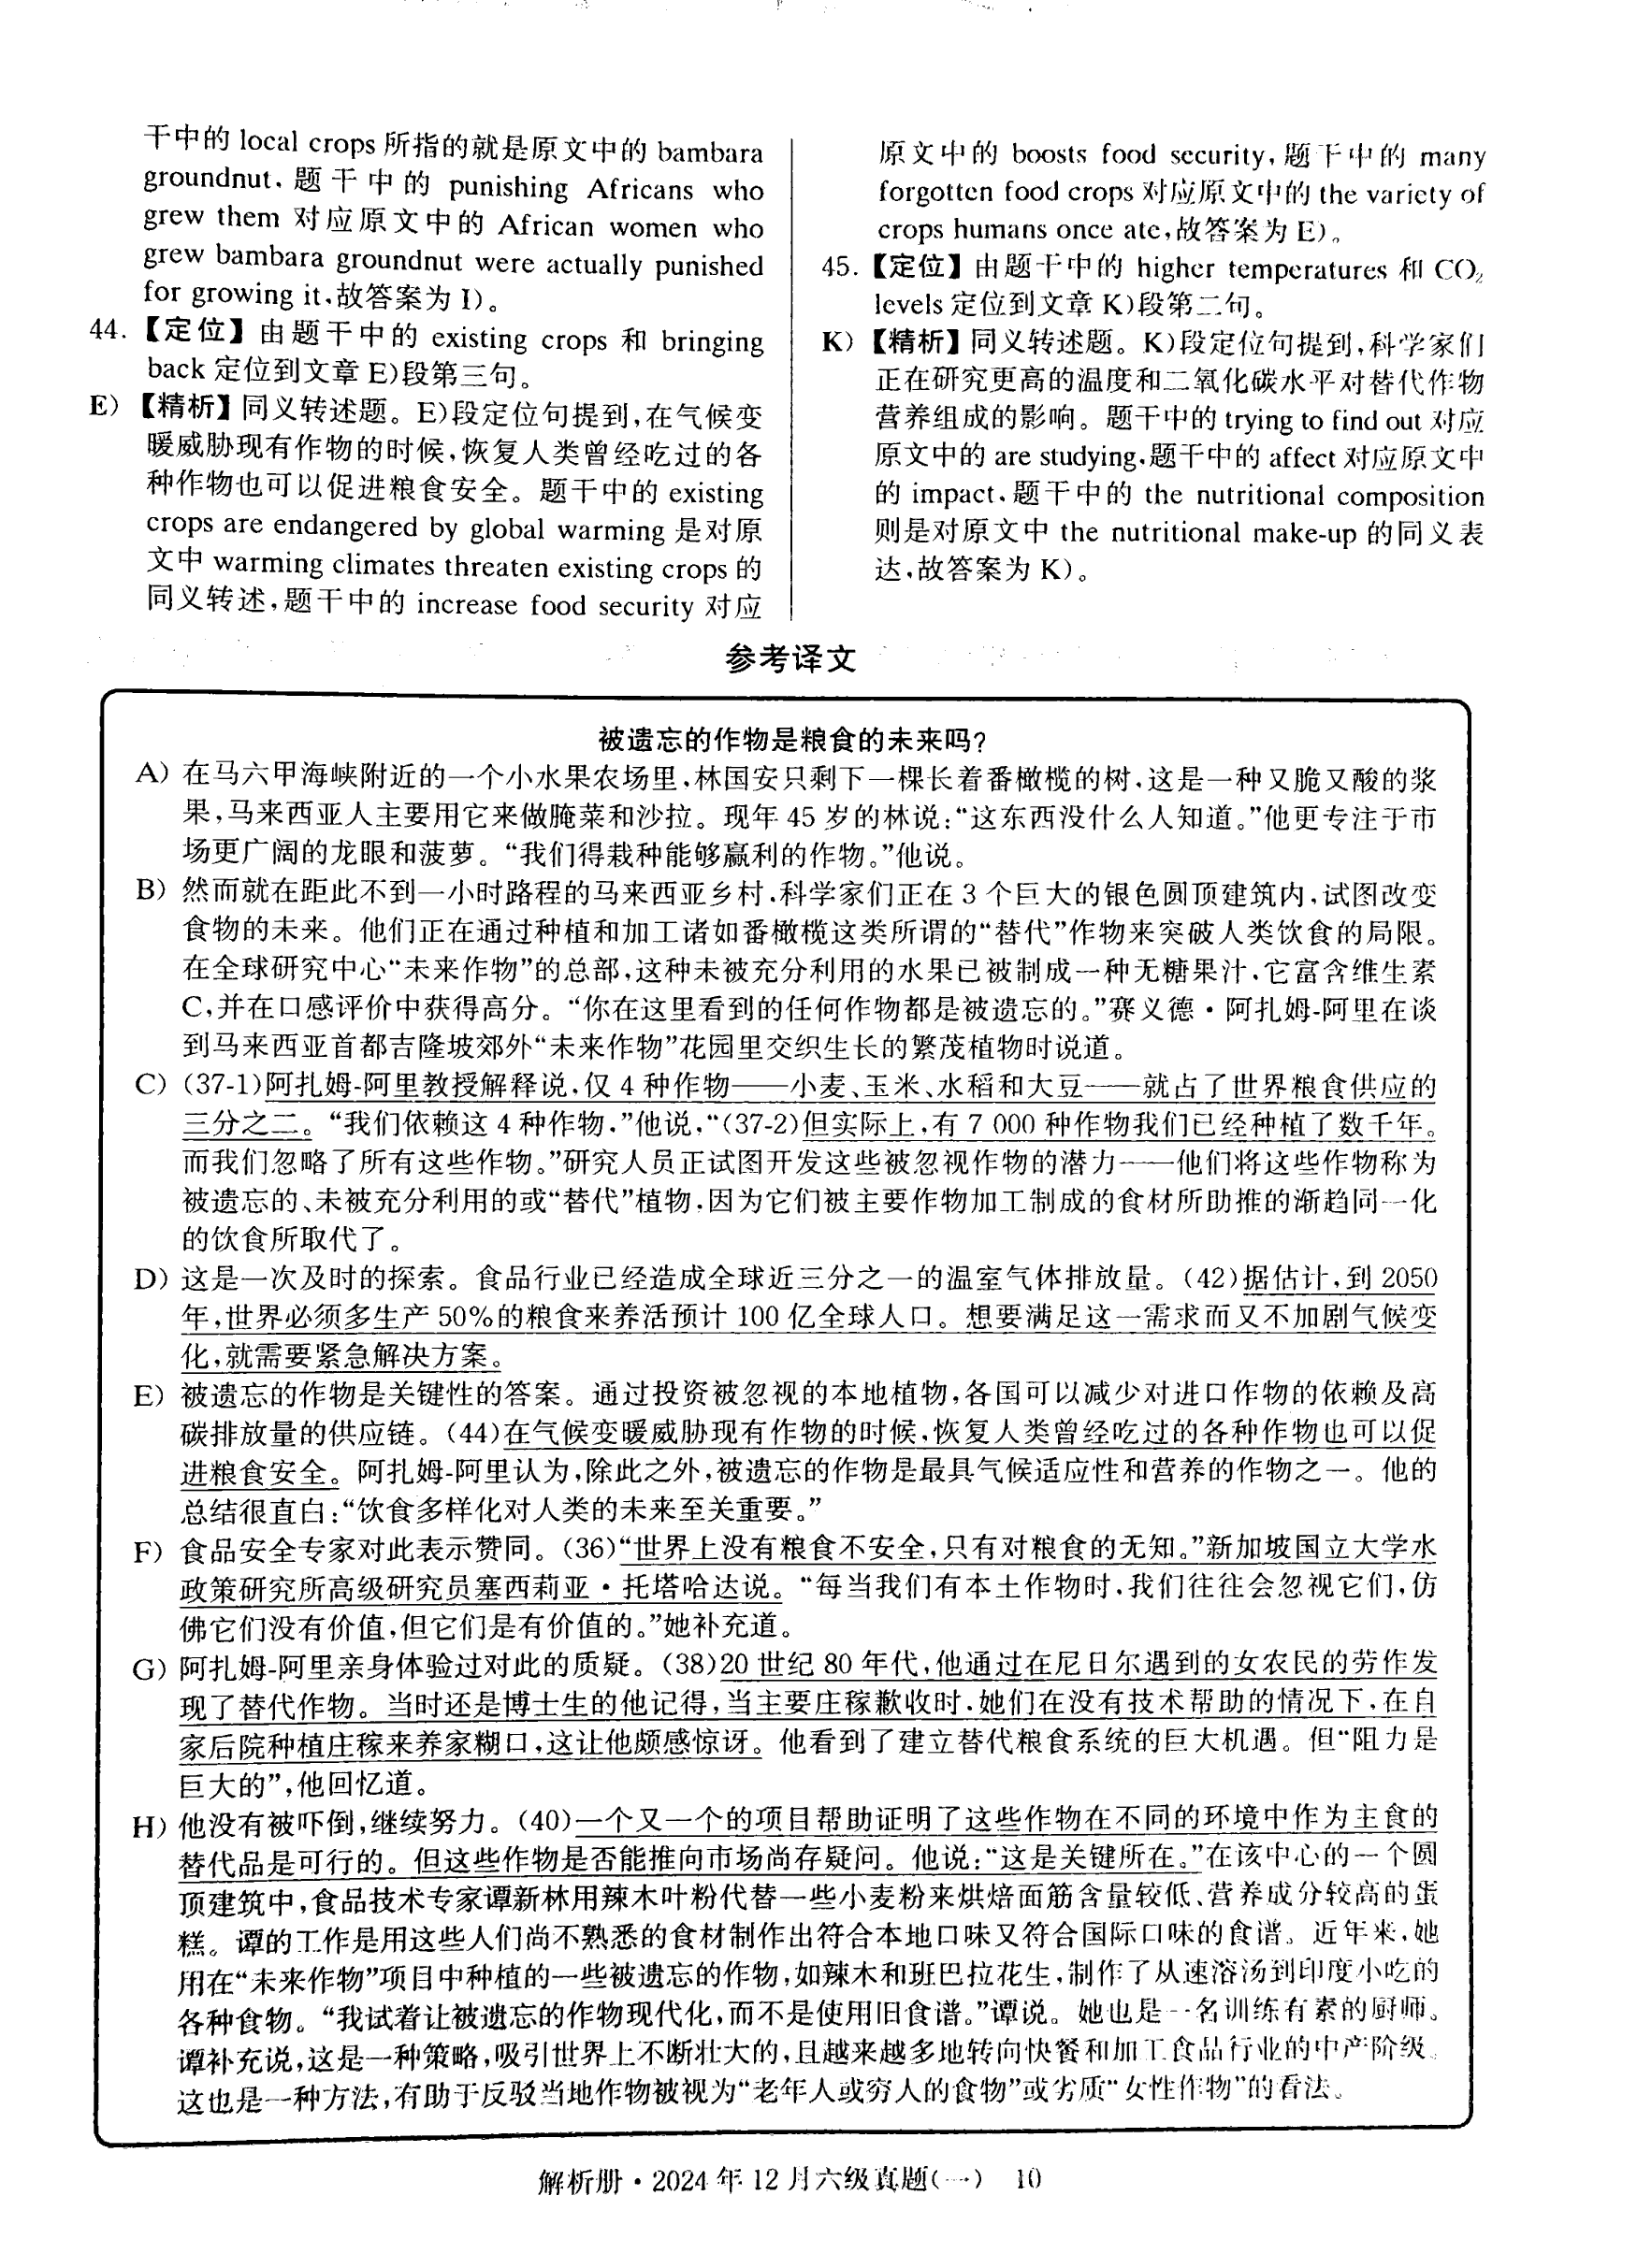 干中的 local crops 所指的就是原文中的 bambara
groundnut，题干中的 punishing Africans who
grew them 对应原文中的 African women who
grew bambara groundnut were actually punished
for growing it，故答案为 I）。
44.【定位】由题干中的 existing crops 和 bringing
back 定位到文章 E）段第三句。
E）【精析】同义转述题。E）段定位句提到，在气候变
暖威胁现有作物的时候，恢复人类曾经吃过的各
种作物也可以促进粮食安全。题干中的 existing
crops are endangered by global warming 是对原
文中 warming climates threaten existing crops 的
同义转述，题干中的 increase food security 对应
原文中的 boosts food security，题干中的 many
forgotten food crops 对应原文中的 the variety of
crops humans once ate，故答案为 E）。
45.【定位】由题干中的 higher temperatures 和 CO₂
levels 定位到文章 K）段第二句。
K）【精析】同义转述题。K）段定位句提到，科学家们
正在研究更高的温度和二氧化碳水平对替代作物
营养组成的影响。题干中的 trying to find out 对应
原文中的 are studying，题干中的 affect 对应原文中
的 impact，题干中的 the nutritional composition
则是对原文中 the nutritional make-up 的同义表
达，故答案为 K）。
参考译文
被遗忘的作物是粮食的未来吗？
A）在马六甲海峡附近的一个小水果农场里，林国安只剩下一棵长着番橄榄的树，这是一种又脆又酸的浆
果，马来西亚人主要用它来做腌菜和沙拉。现年 45 岁的林说：“这东西没什么人知道。”他更专注于市
场更广阔的龙眼和菠萝。“我们得栽种能够赢利的作物。”他说。
B）然而就在距此不到一小时路程的马来西亚乡村，科学家们正在 3 个巨大的银色圆顶建筑内，试图改变
食物的未来。他们正在通过种植和加工诸如番橄榄这类所谓的“替代”作物来突破人类饮食的局限。
在全球研究中心“未来作物”的总部，这种未被充分利用的水果已被制成一种无糖果汁，它富含维生素
C，并在口感评价中获得高分。“你在这里看到的任何作物都是被遗忘的。”赛义德·阿扎姆-阿里在谈
到马来西亚首都吉隆坡郊外“未来作物”花园里交织生长的繁茂植物时说道。
C）(37-1)阿扎姆-阿里教授解释说，仅 4 种作物——小麦、玉米、水稻和大豆——就占了世界粮食供应的
三分之二。“我们依赖这 4 种作物，”他说，“(37-2)但实际上，有 7 000 种作物我们已经种植了数千年。
而我们忽略了所有这些作物。”研究人员正试图开发这些被忽视作物的潜力——他们将这些作物称为
被遗忘的、未被充分利用的或“替代”植物，因为它们被主要作物加工制成的食材所助推的渐趋同一化
的饮食所取代了。
D）这是一次及时的探索。食品行业已经造成全球近三分之一的温室气体排放量。(42)据估计，到 2050
年，世界必须多生产 50%的粮食来养活预计 100 亿全球人口。想要满足这一需求而又不加剧气候变
化，就需要紧急解决方案。
E）被遗忘的作物是关键性的答案。通过投资被忽视的本地植物，各国可以减少对进口作物的依赖及高
碳排放量的供应链。(44)在气候变暖威胁现有作物的时候，恢复人类曾经吃过的各种作物也可以促
进粮食安全。阿扎姆-阿里认为，除此之外，被遗忘的作物是最具气候适应性和营养的作物之一。他的
总结很直白：“饮食多样化对人类的未来至关重要。”
F）食品安全专家对此表示赞同。(36)“世界上没有粮食不安全，只有对粮食的无知。”新加坡国立大学水
政策研究所高级研究员塞西莉亚·托塔哈达说。“每当我们有本土作物时，我们往往会忽视它们，仿
佛它们没有价值，但它们是有价值的。”她补充道。
G）阿扎姆-阿里亲身体验过对此的质疑。(38)20 世纪 80 年代，他通过在尼日尔遇到的女农民的劳作发
现了替代作物。当时还是博士生的他记得，当主要庄稼歉收时，她们在没有技术帮助的情况下，在自
家后院种植庄稼来养家糊口，这让他颇感惊讶。他看到了建立替代粮食系统的巨大机遇。但“阻力是
巨大的”，他回忆道。
H）他没有被吓倒，继续努力。(40)一个又一个的项目帮助证明了这些作物在不同的环境中作为主食的
替代品是可行的。但这些作物是否能推向市场尚存疑问。他说：“这是关键所在。”在该中心的一个圆
顶建筑中，食品技术专家谭新林用辣木叶粉代替一些小麦粉来烘焙面筋含量较低、营养成分较高的蛋
糕。谭的工作是用这些人们尚不熟悉的食材制作出符合本地口味又符合国际口味的食谱。近年来，她
用在“未来作物”项目中种植的一些被遗忘的作物，如辣木和班巴拉花生，制作了从速溶汤到印度小吃的
各种食物。“我试着让被遗忘的作物现代化，而不是使用旧食谱。”谭说。她也是一名训练有素的厨师。
谭补充说，这是一种策略，吸引世界上不断壮大的，且越来越多地转向快餐和加工食品行业的中产阶级。
这也是一种方法，有助于反驳当地作物被视为“老年人或穷人的食物”或劣质“女性作物”的看法。
解析册·2024 年 12 月六级真题(一) 10